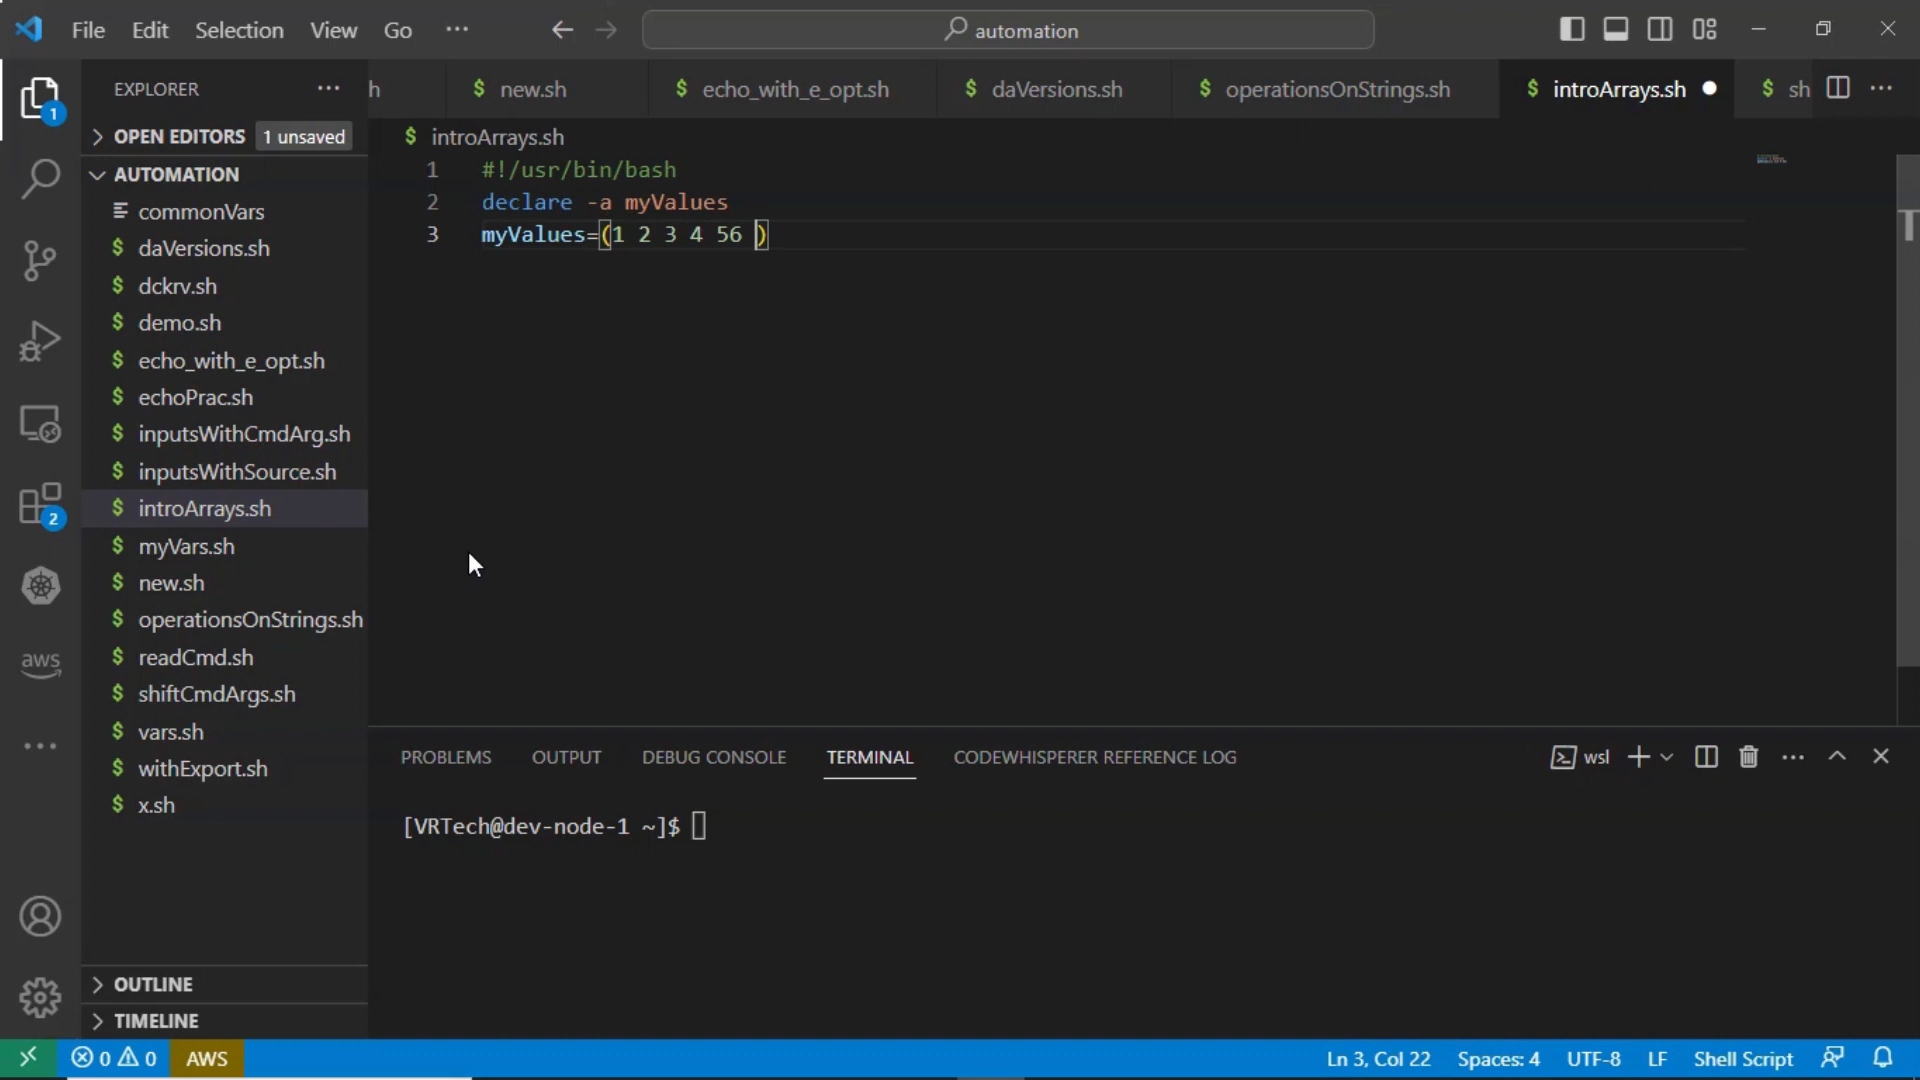 File Edit Selection View Go ··· automation
EXPLORER ···
OPEN EDITORS 1 unsaved
AUTOMATION
commonVars
$ daVersions.sh
$ dckrv.sh
$ demo.sh
$ echo_with_e_opt.sh
$ echoPrac.sh
$ inputsWithCmdArg.sh
$ inputsWithSource.sh
$ introArrays.sh
$ myVars.sh
$ new.sh
$ operationsOnStrings.sh
$ readCmd.sh
$ shiftCmdArgs.sh
$ vars.sh
$ withExport.sh
$ x.sh
OUTLINE
TIMELINE
1
2
aws
h $ new.sh $ echo_with_e_opt.sh $ daVersions.sh $ operationsOnStrings.sh $ introArrays.sh $ sh ···
$ introArrays.sh
1 #!/usr/bin/bash
2 declare -a myValues
3 myValues=(1 2 3 4 56 )
T
PROBLEMS OUTPUT DEBUG CONSOLE TERMINAL CODEWHISPERER REFERENCE LOG wsl ···
[VRTech@dev-node-1 ~]$
0 0 AWS Ln 3, Col 22 Spaces: 4 UTF-8 LF Shell Script